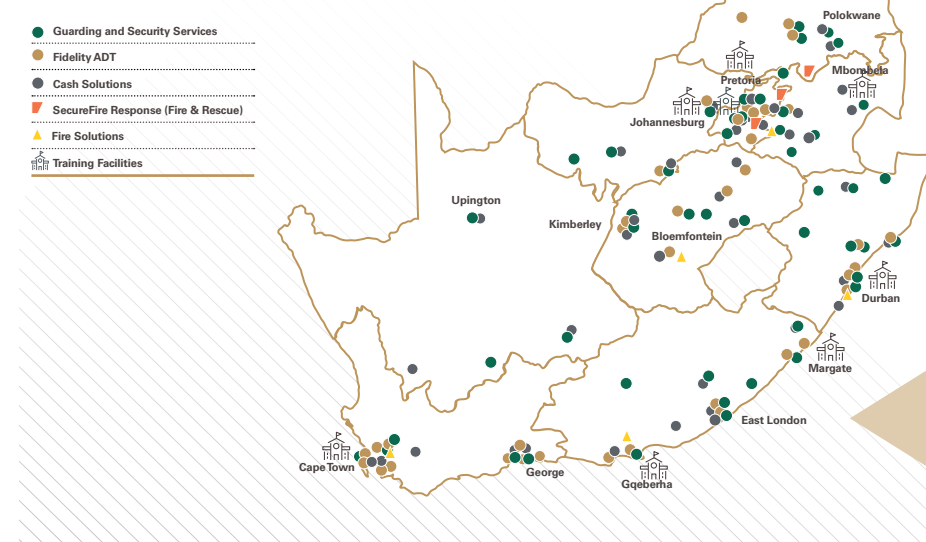 Guarding and Security Services
Fidelity ADT
Cash Solutions
SecureFire Response (Fire & Rescue)
Fire Solutions
Training Facilities
Polokwane
Mbombela
Pretoria
Johannesburg
Upington
Kimberley
Bloemfontein
Durban
Margate
East London
Cape Town
George
Gqeberha